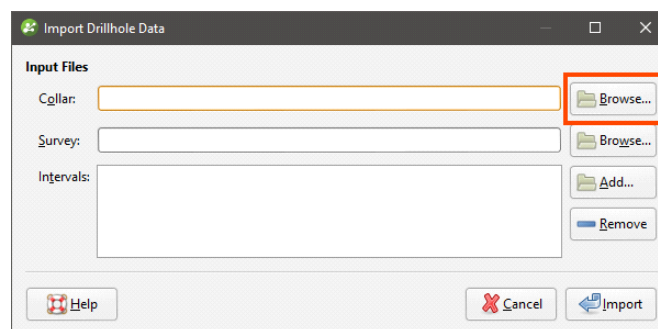 Import Drillhole Data
Input Files
Collar: Browse...
Survey: Browse...
Intervals: Add...
Remove
Help Cancel Import